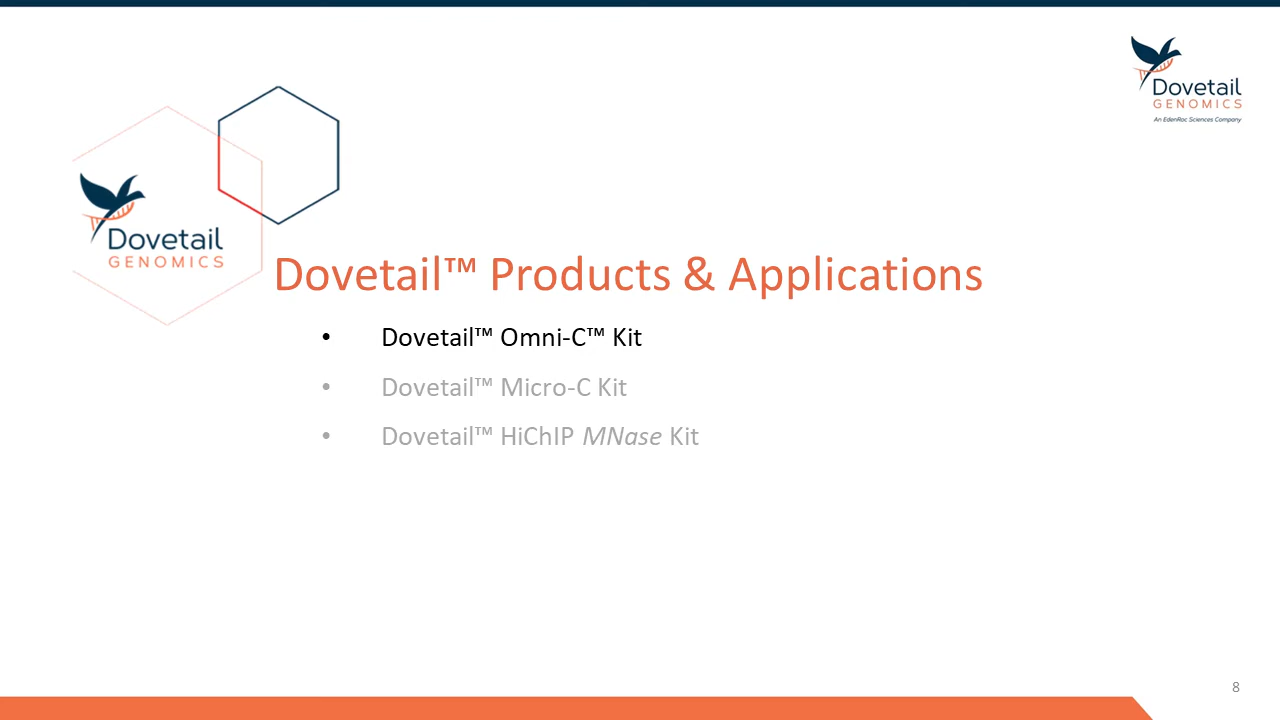 Dovetail
GENOMICS
An EdenRoc Sciences Company
Dovetail
GENOMICS
Dovetail™ Products & Applications
• Dovetail™ Omni-C™ Kit
• Dovetail™ Micro-C Kit
• Dovetail™ HiChIP MNase Kit
8